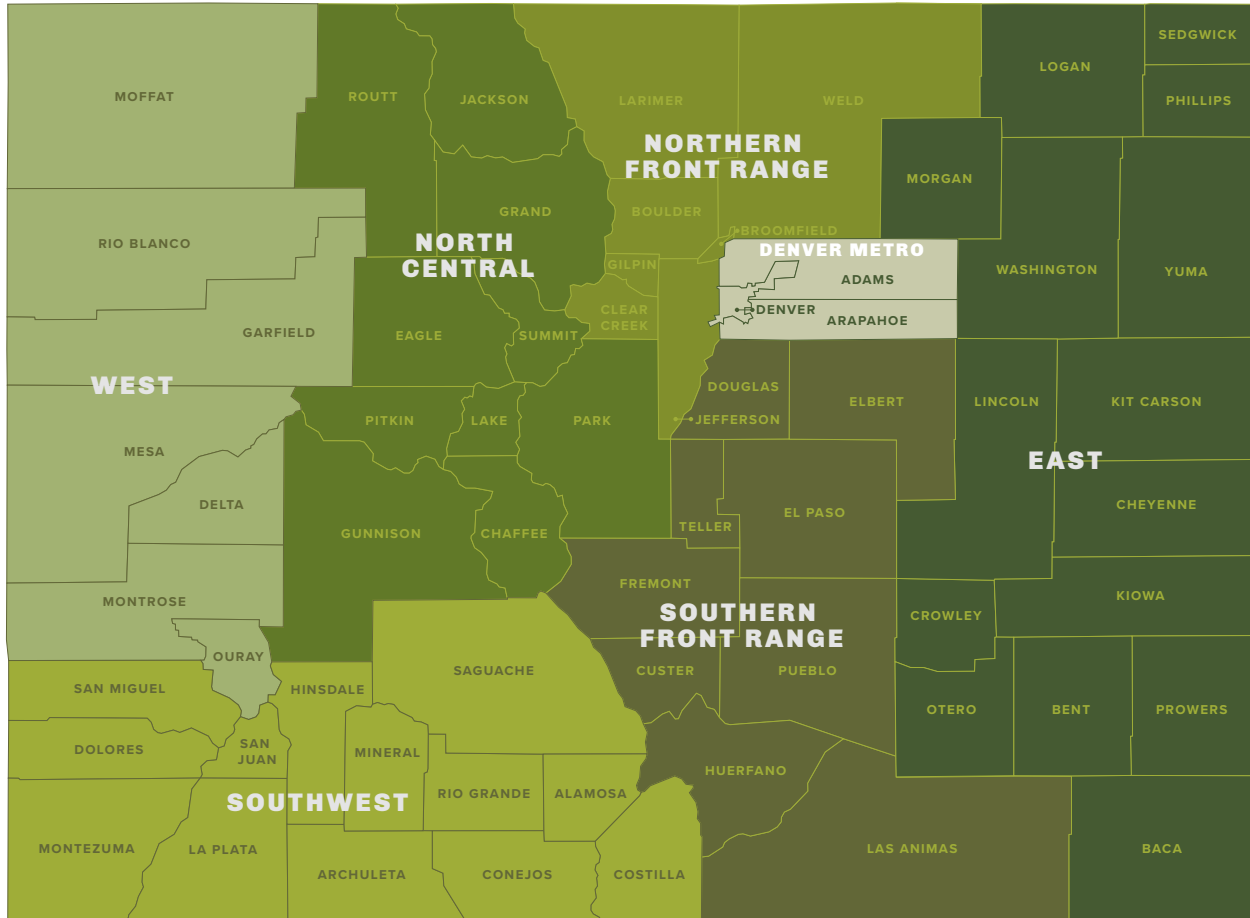 SEDGWICK
LOGAN
MOFFAT
ROUTT
JACKSON
LARIMER
WELD
PHILLIPS
NORTHERN
FRONT RANGE
MORGAN
BOULDER
GRAND
BROOMFIELD
RIO BLANCO
NORTH
CENTRAL
DENVER METRO
GILPIN
WASHINGTON
YUMA
ADAMS
CLEAR
CREEK
DENVER
ARAPAHOE
GARFIELD
EAGLE
SUMMIT
WEST
DOUGLAS
ELBERT
LINCOLN
KIT CARSON
PITKIN
LAKE
PARK
JEFFERSON
MESA
EAST
DELTA
CHEYENNE
GUNNISON
CHAFFEE
TELLER
EL PASO
FREMONT
MONTROSE
KIOWA
SOUTHERN
FRONT RANGE
CROWLEY
OURAY
SAGUACHE
CUSTER
PUEBLO
SAN MIGUEL
HINSDALE
OTERO
BENT
PROWERS
DOLORES
SAN
JUAN
MINERAL
HUERFANO
RIO GRANDE
ALAMOSA
SOUTHWEST
MONTEZUMA
LA PLATA
LAS ANIMAS
BACA
ARCHULETA
CONEJOS
COSTILLA